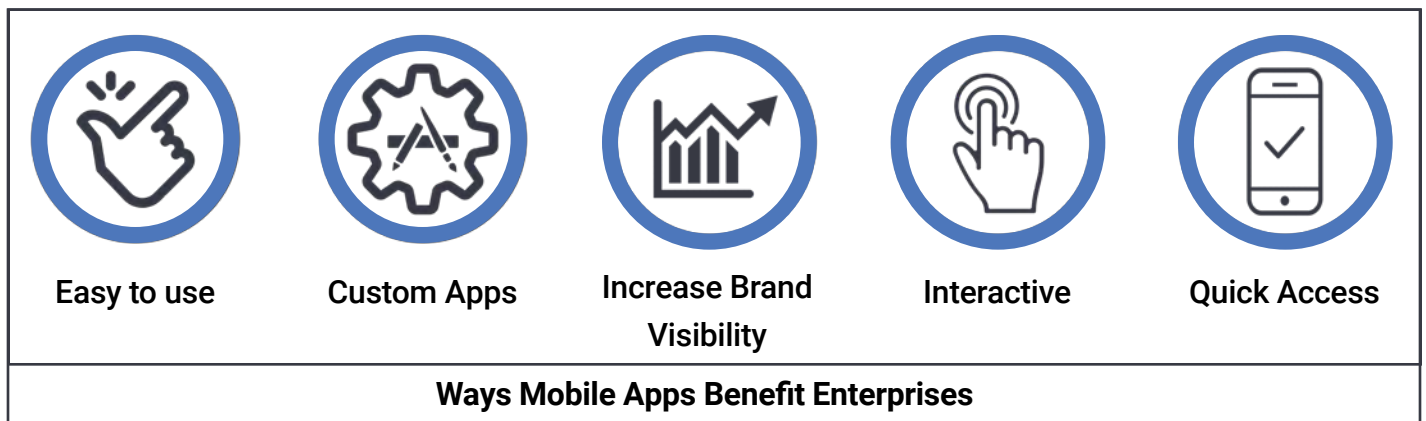 Easy to use
Custom Apps
Increase Brand
Visibility
Interactive
Quick Access
Ways Mobile Apps Benefit Enterprises